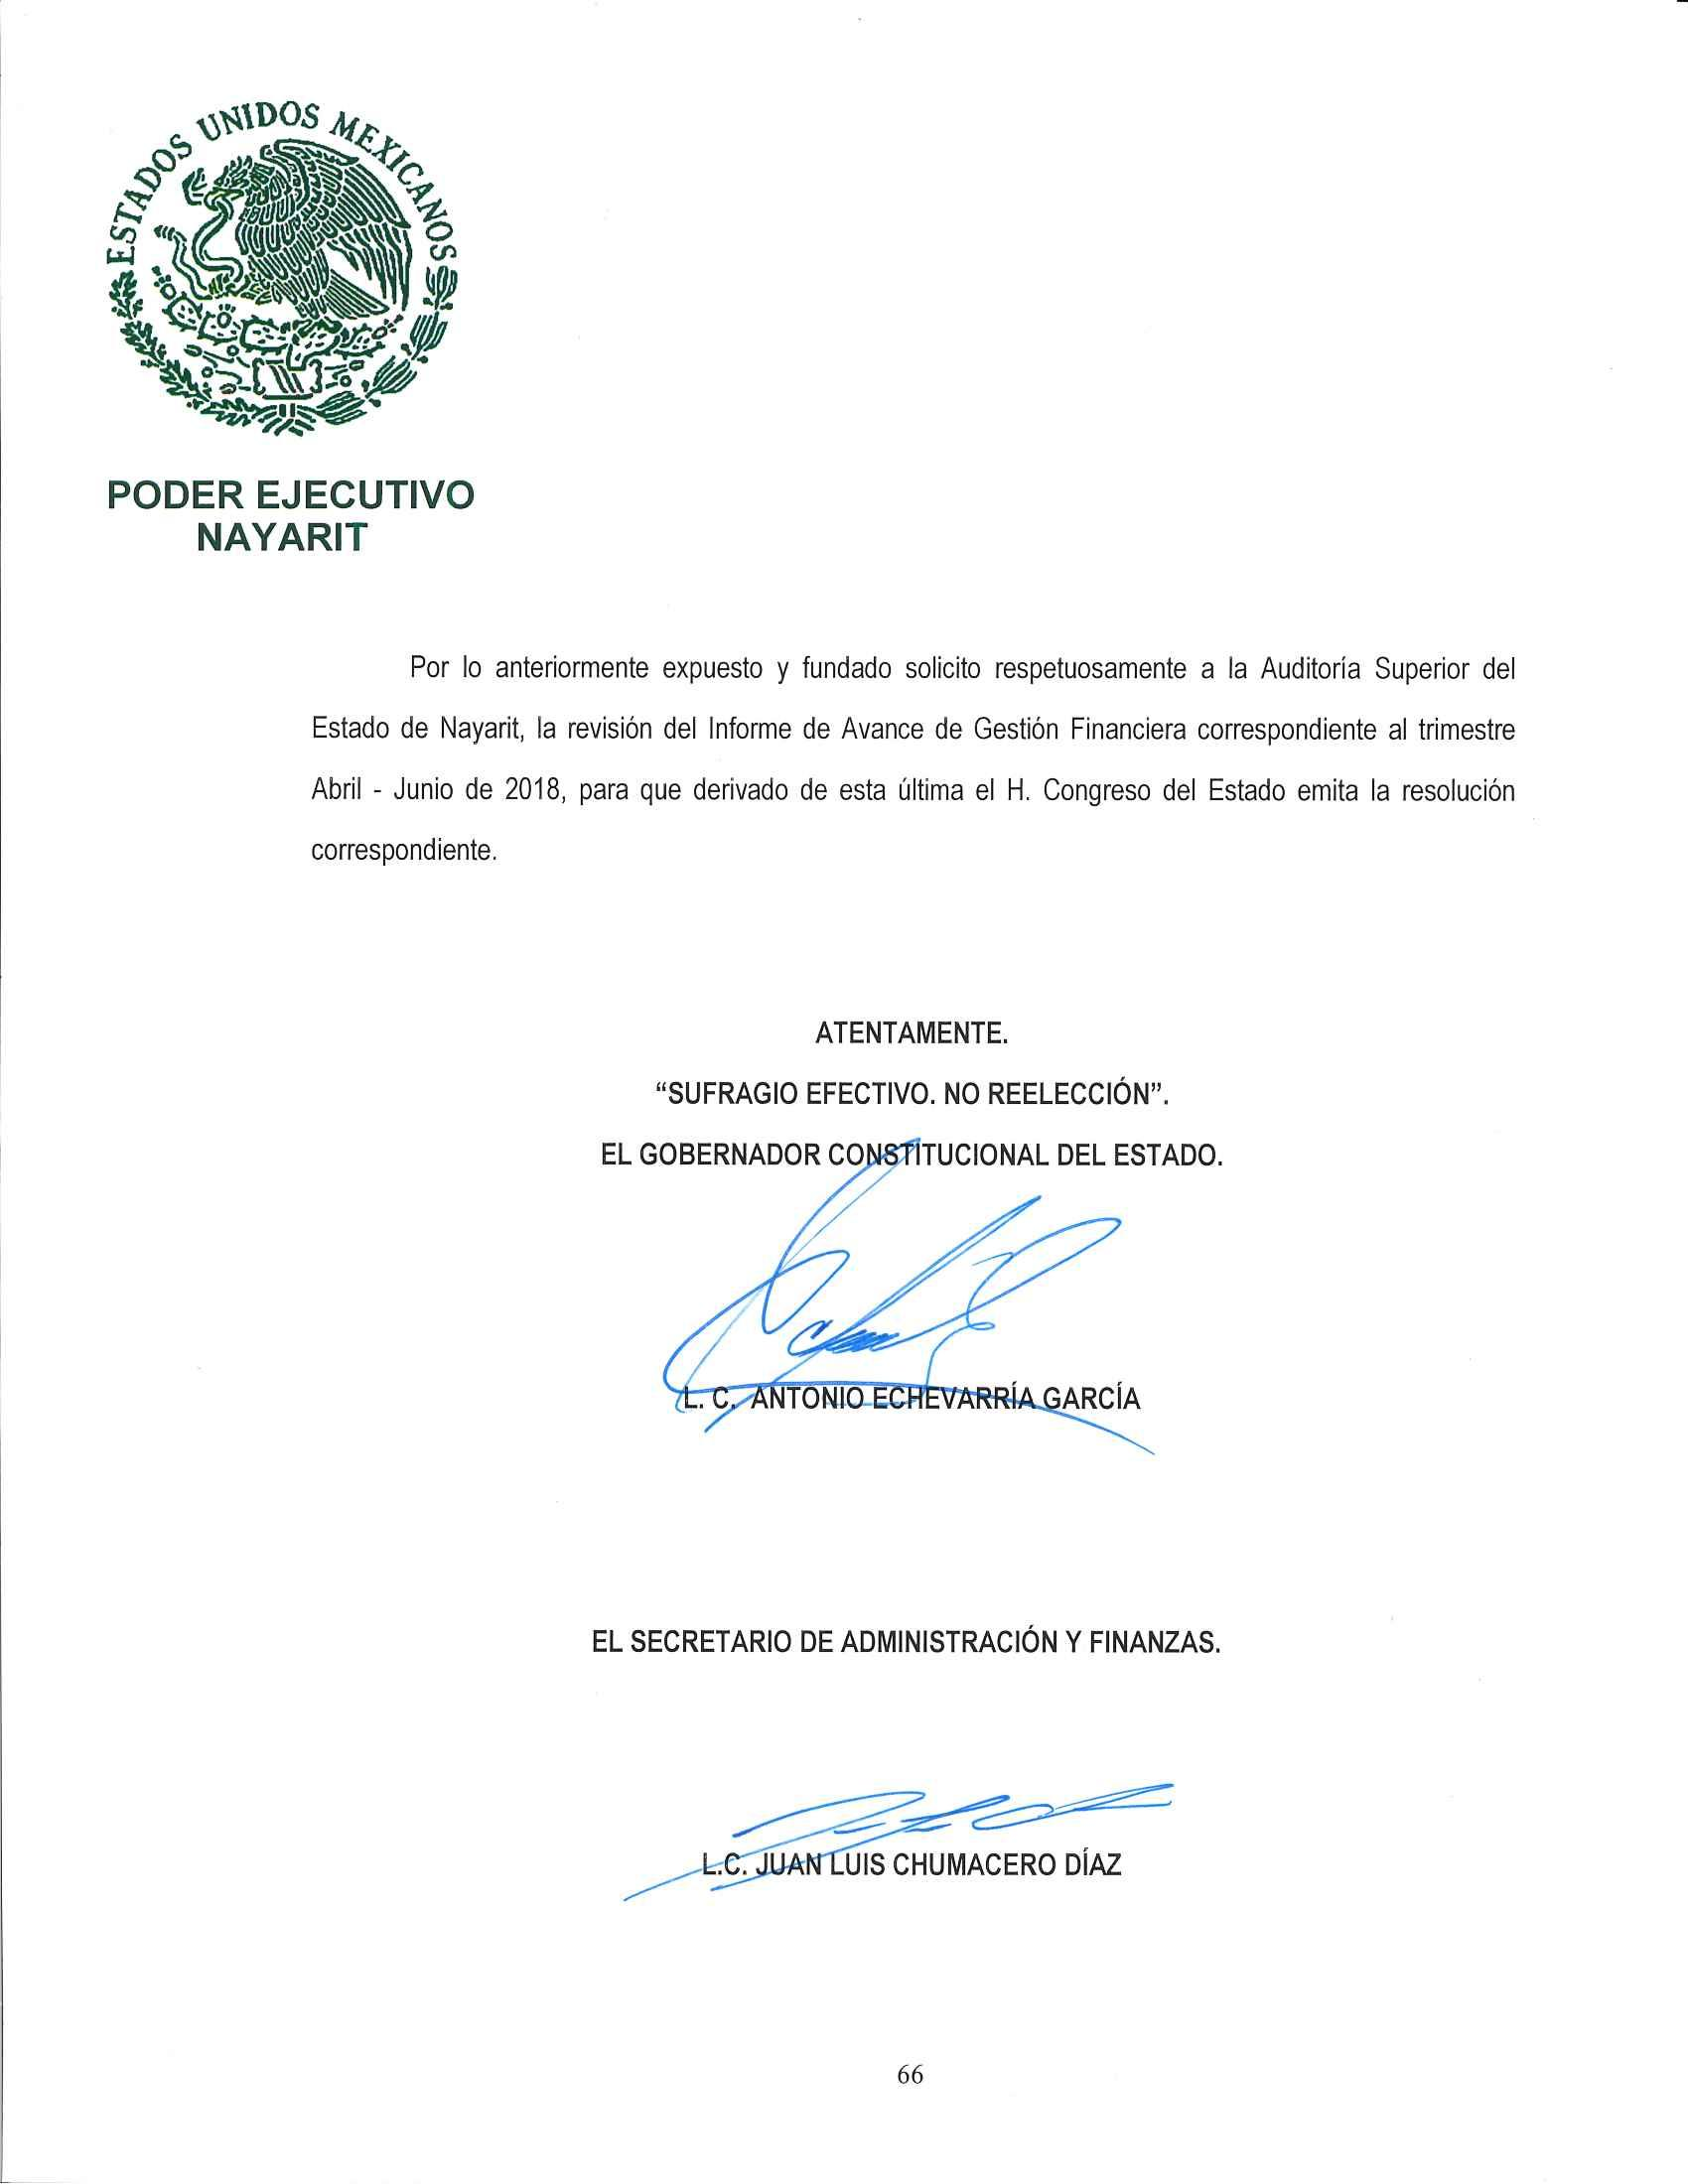 ESTADOS UNIDOS MEXICANOS
PODER EJECUTIVO
NAYARIT
Por lo anteriormente expuesto y fundado solicito respetuosamente a la Auditoría Superior del
Estado de Nayarit, la revisión del Informe de Avance de Gestión Financiera correspondiente al trimestre
Abril - Junio de 2018, para que derivado de esta última el H. Congreso del Estado emita la resolución
correspondiente.
ATENTAMENTE.
“SUFRAGIO EFECTIVO. NO REELECCIÓN”.
EL GOBERNADOR CONSTITUCIONAL DEL ESTADO.
L. C. ANTONIO ECHEVARRÍA GARCÍA
EL SECRETARIO DE ADMINISTRACIÓN Y FINANZAS.
L.C. JUAN LUIS CHUMACERO DÍAZ
66